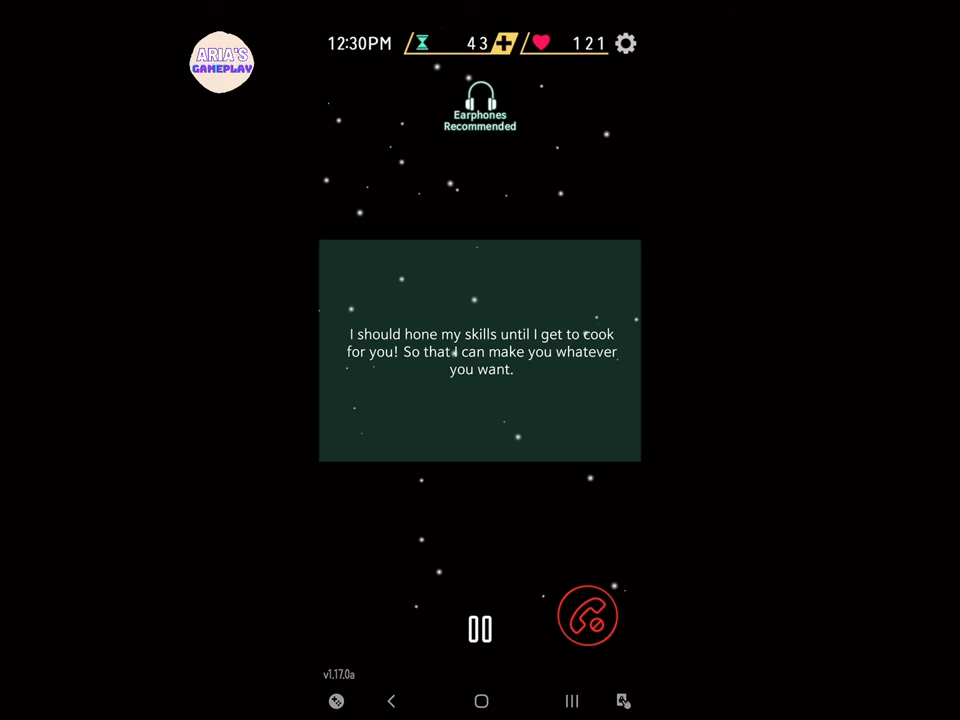 ARIA'S
GAMEPLAY
12:30PM 43 121
Earphones
Recommended
I should hone my skills until I get to cook
for you! So that I can make you whatever
you want.
v1.17.0a